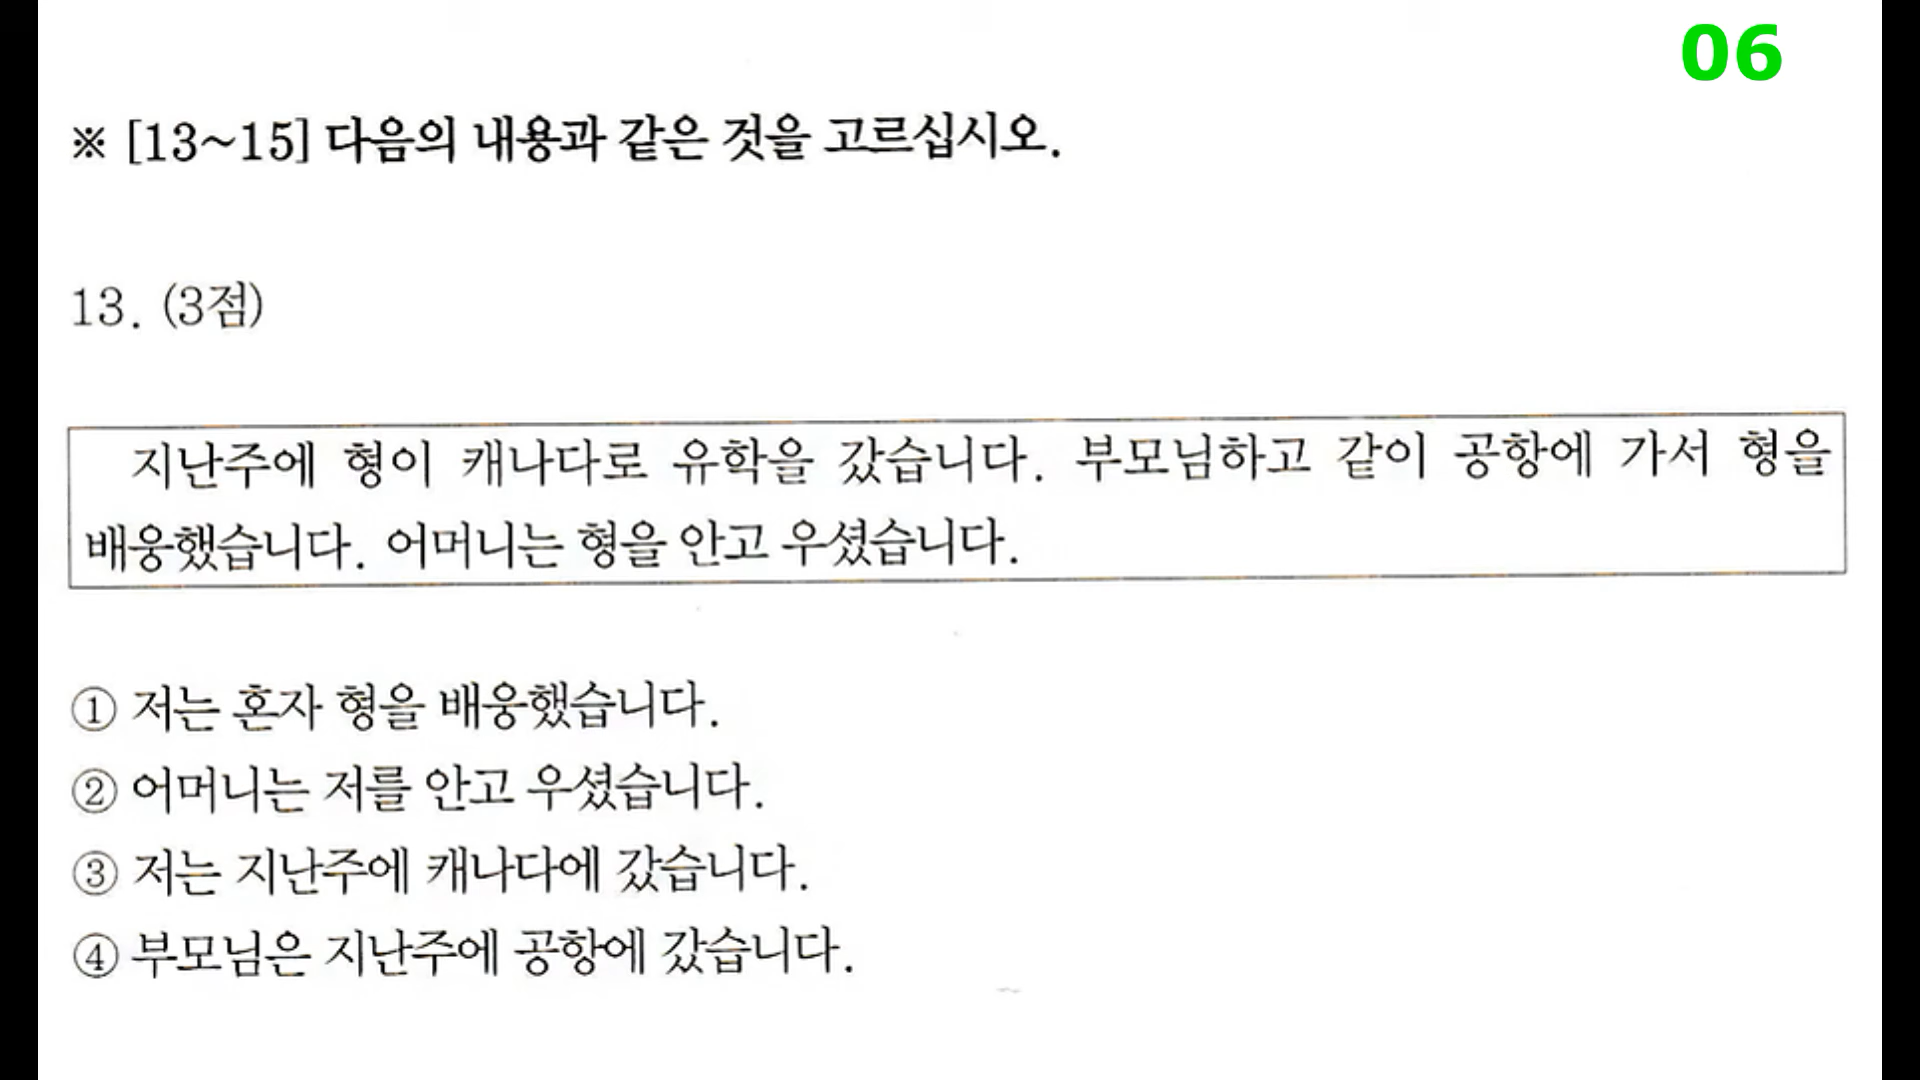 06
※ [13~15] 다음의 내용과 같은 것을 고르십시오.
13. (3점)
지난주에 형이 캐나다로 유학을 갔습니다. 부모님하고 같이 공항에 가서 형을
배웅했습니다. 어머니는 형을 안고 우셨습니다.
① 저는 혼자 형을 배웅했습니다.
② 어머니는 저를 안고 우셨습니다.
③ 저는 지난주에 캐나다에 갔습니다.
④ 부모님은 지난주에 공항에 갔습니다.